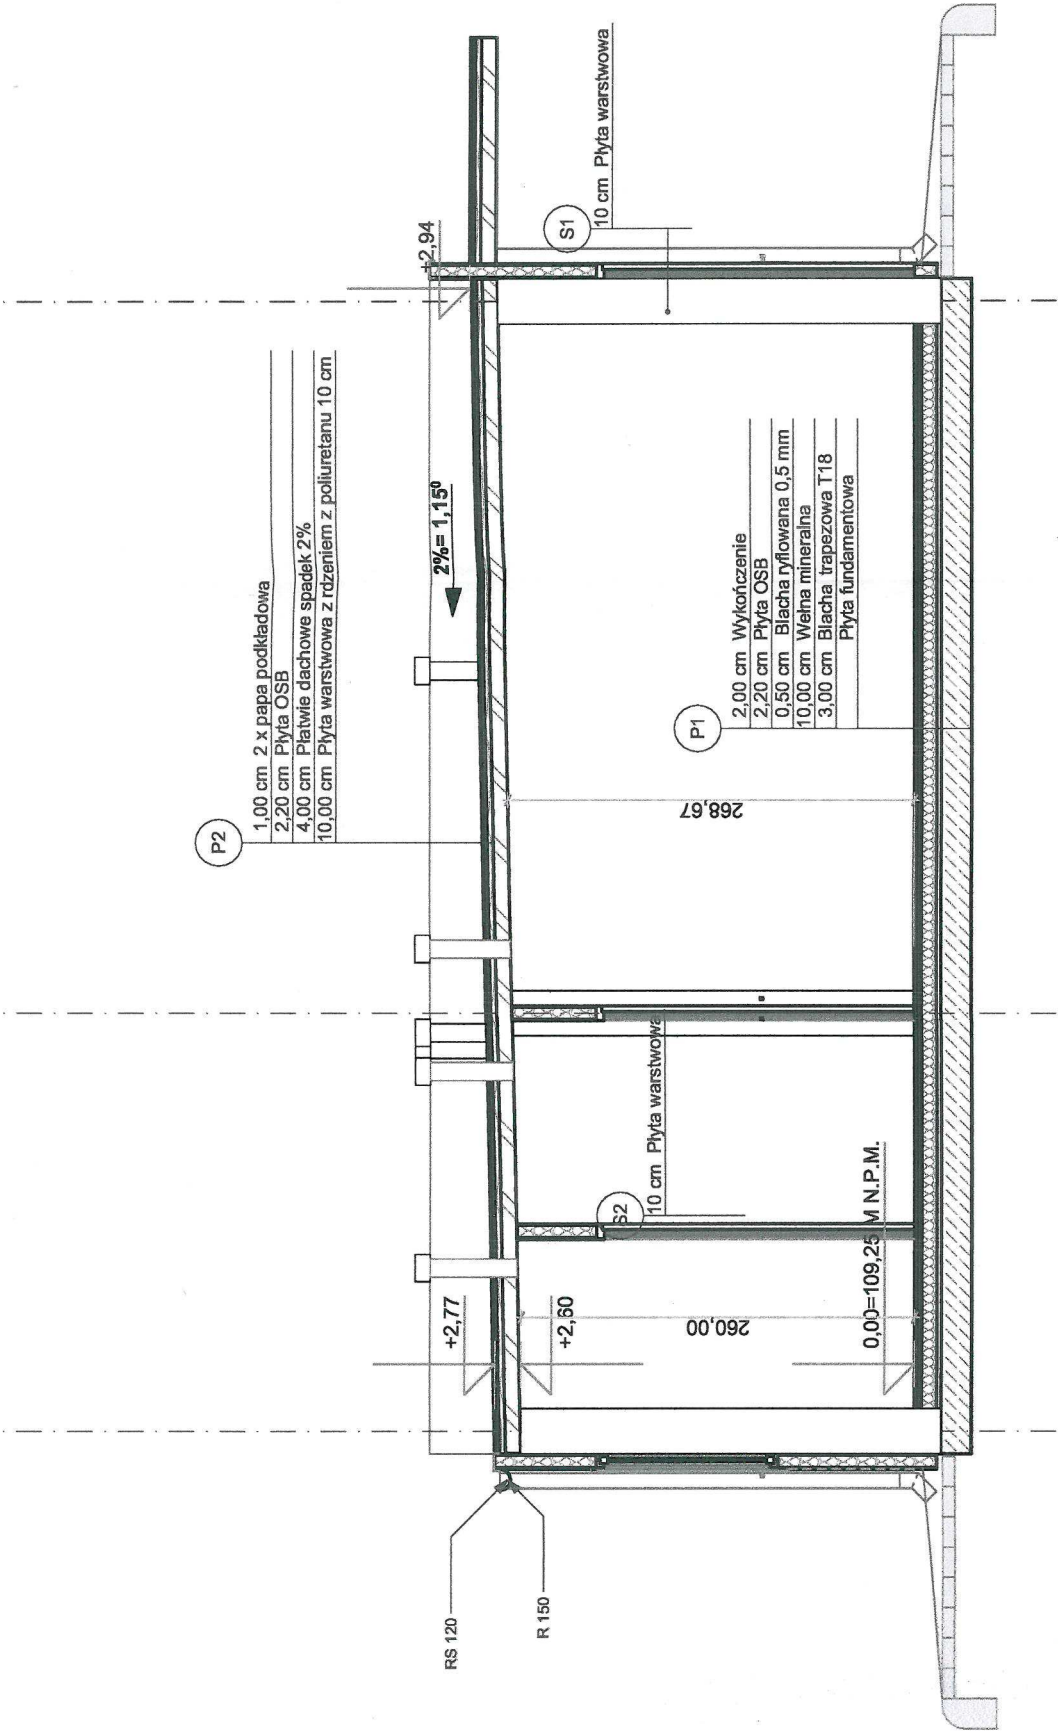 P2
1,00 cm 2 x papa podkładowa
2,20 cm Płyta OSB
4,00 cm Płatwie dachowe spadek 2%
10,00 cm Płyta warstwowa z rdzeniem z poliuretanu 10 cm
2%= 1,15⁰
+2,94
S1
10 cm Płyta warstwowa
RS 120
R 150
+2,77
+2,60
260,00
0,00=109,25 M N.P.M.
S2
10 cm Płyta warstwowa
268,67
P1
2,00 cm Wykończenie
2,20 cm Płyta OSB
0,50 cm Blacha ryflowana 0,5 mm
10,00 cm Wełna mineralna
3,00 cm Blacha trapezowa T18
Płyta fundamentowa